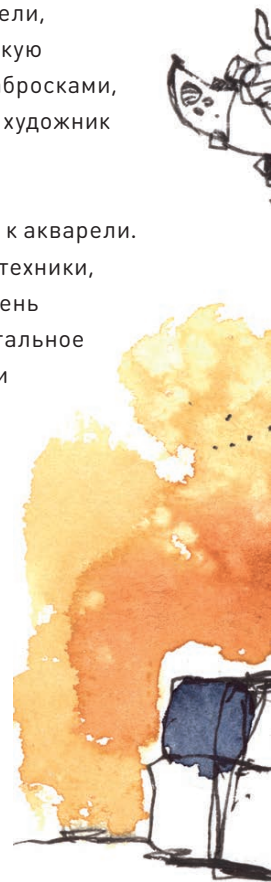 ели,
кую
бросками,
художник
к акварели.
техники,
ень
тальное
и